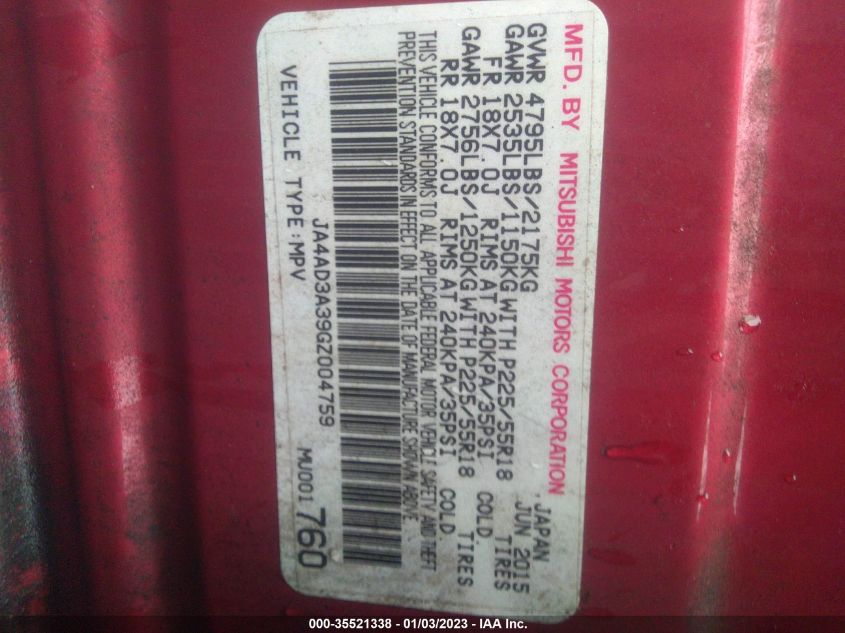 MFD. BY MITSUBISHI MOTORS CORPORATION, JAPAN
GVWR 4795LBS/2175KG JUN 2015
GAWR 2535LBS/1150KG WITH P225/55R18 TIRES
FR 18X7.0J RIMS AT 240KPA/35PSI COLD.
GAWR 2756LBS/1250KG WITH P225/55R18 TIRES
RR 18X7.0J RIMS AT 240KPA/35PSI COLD.
THIS VEHICLE CONFORMS TO ALL APPLICABLE FEDERAL MOTOR VEHICLE SAFETY AND THEFT
PREVENTION STANDARDS IN EFFECT ON THE DATE OF MANUFACTURE SHOWN ABOVE.
JA4AD3A39GZ004759
VEHICLE TYPE:MPV MU001 760
000-35521338 - 01/03/2023 - IAA Inc.